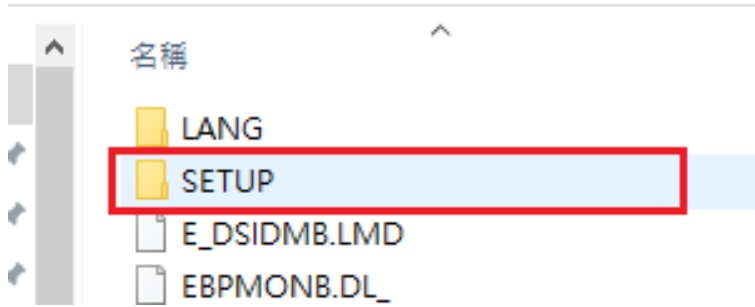 名稱
LANG
SETUP
E_DSIDMB.LMD
EBPMONB.DL_